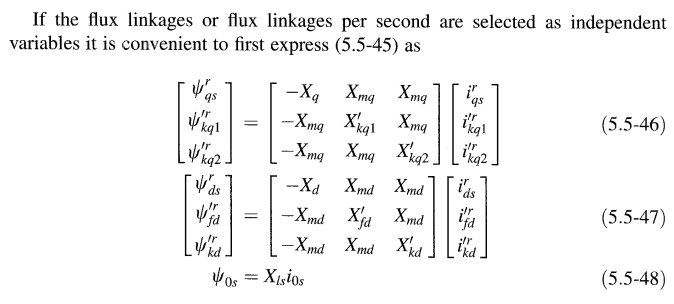 If the flux linkages or flux linkages per second are selected as independent
variables it is convenient to first express (5.5-45) as
[ψ^r_qs; ψ'^r_kq1; ψ'^r_kq2] = [−X_q X_mq X_mq; −X_mq X'_kq1 X_mq; −X_mq X_mq X'_kq2] [i^r_qs; i'^r_kq1; i'^r_kq2] (5.5-46)
[ψ^r_ds; ψ'^r_fd; ψ'^r_kd] = [−X_d X_md X_md; −X_md X'_fd X_md; −X_md X_md X'_kd] [i^r_ds; i'^r_fd; i'^r_kd] (5.5-47)
ψ_0s = X_ls i_0s (5.5-48)